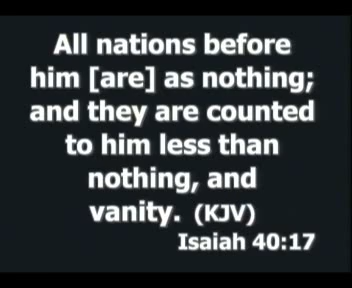 All nations before
him [are] as nothing;
and they are counted
to him less than
nothing, and
vanity. (KJV)
Isaiah 40:17